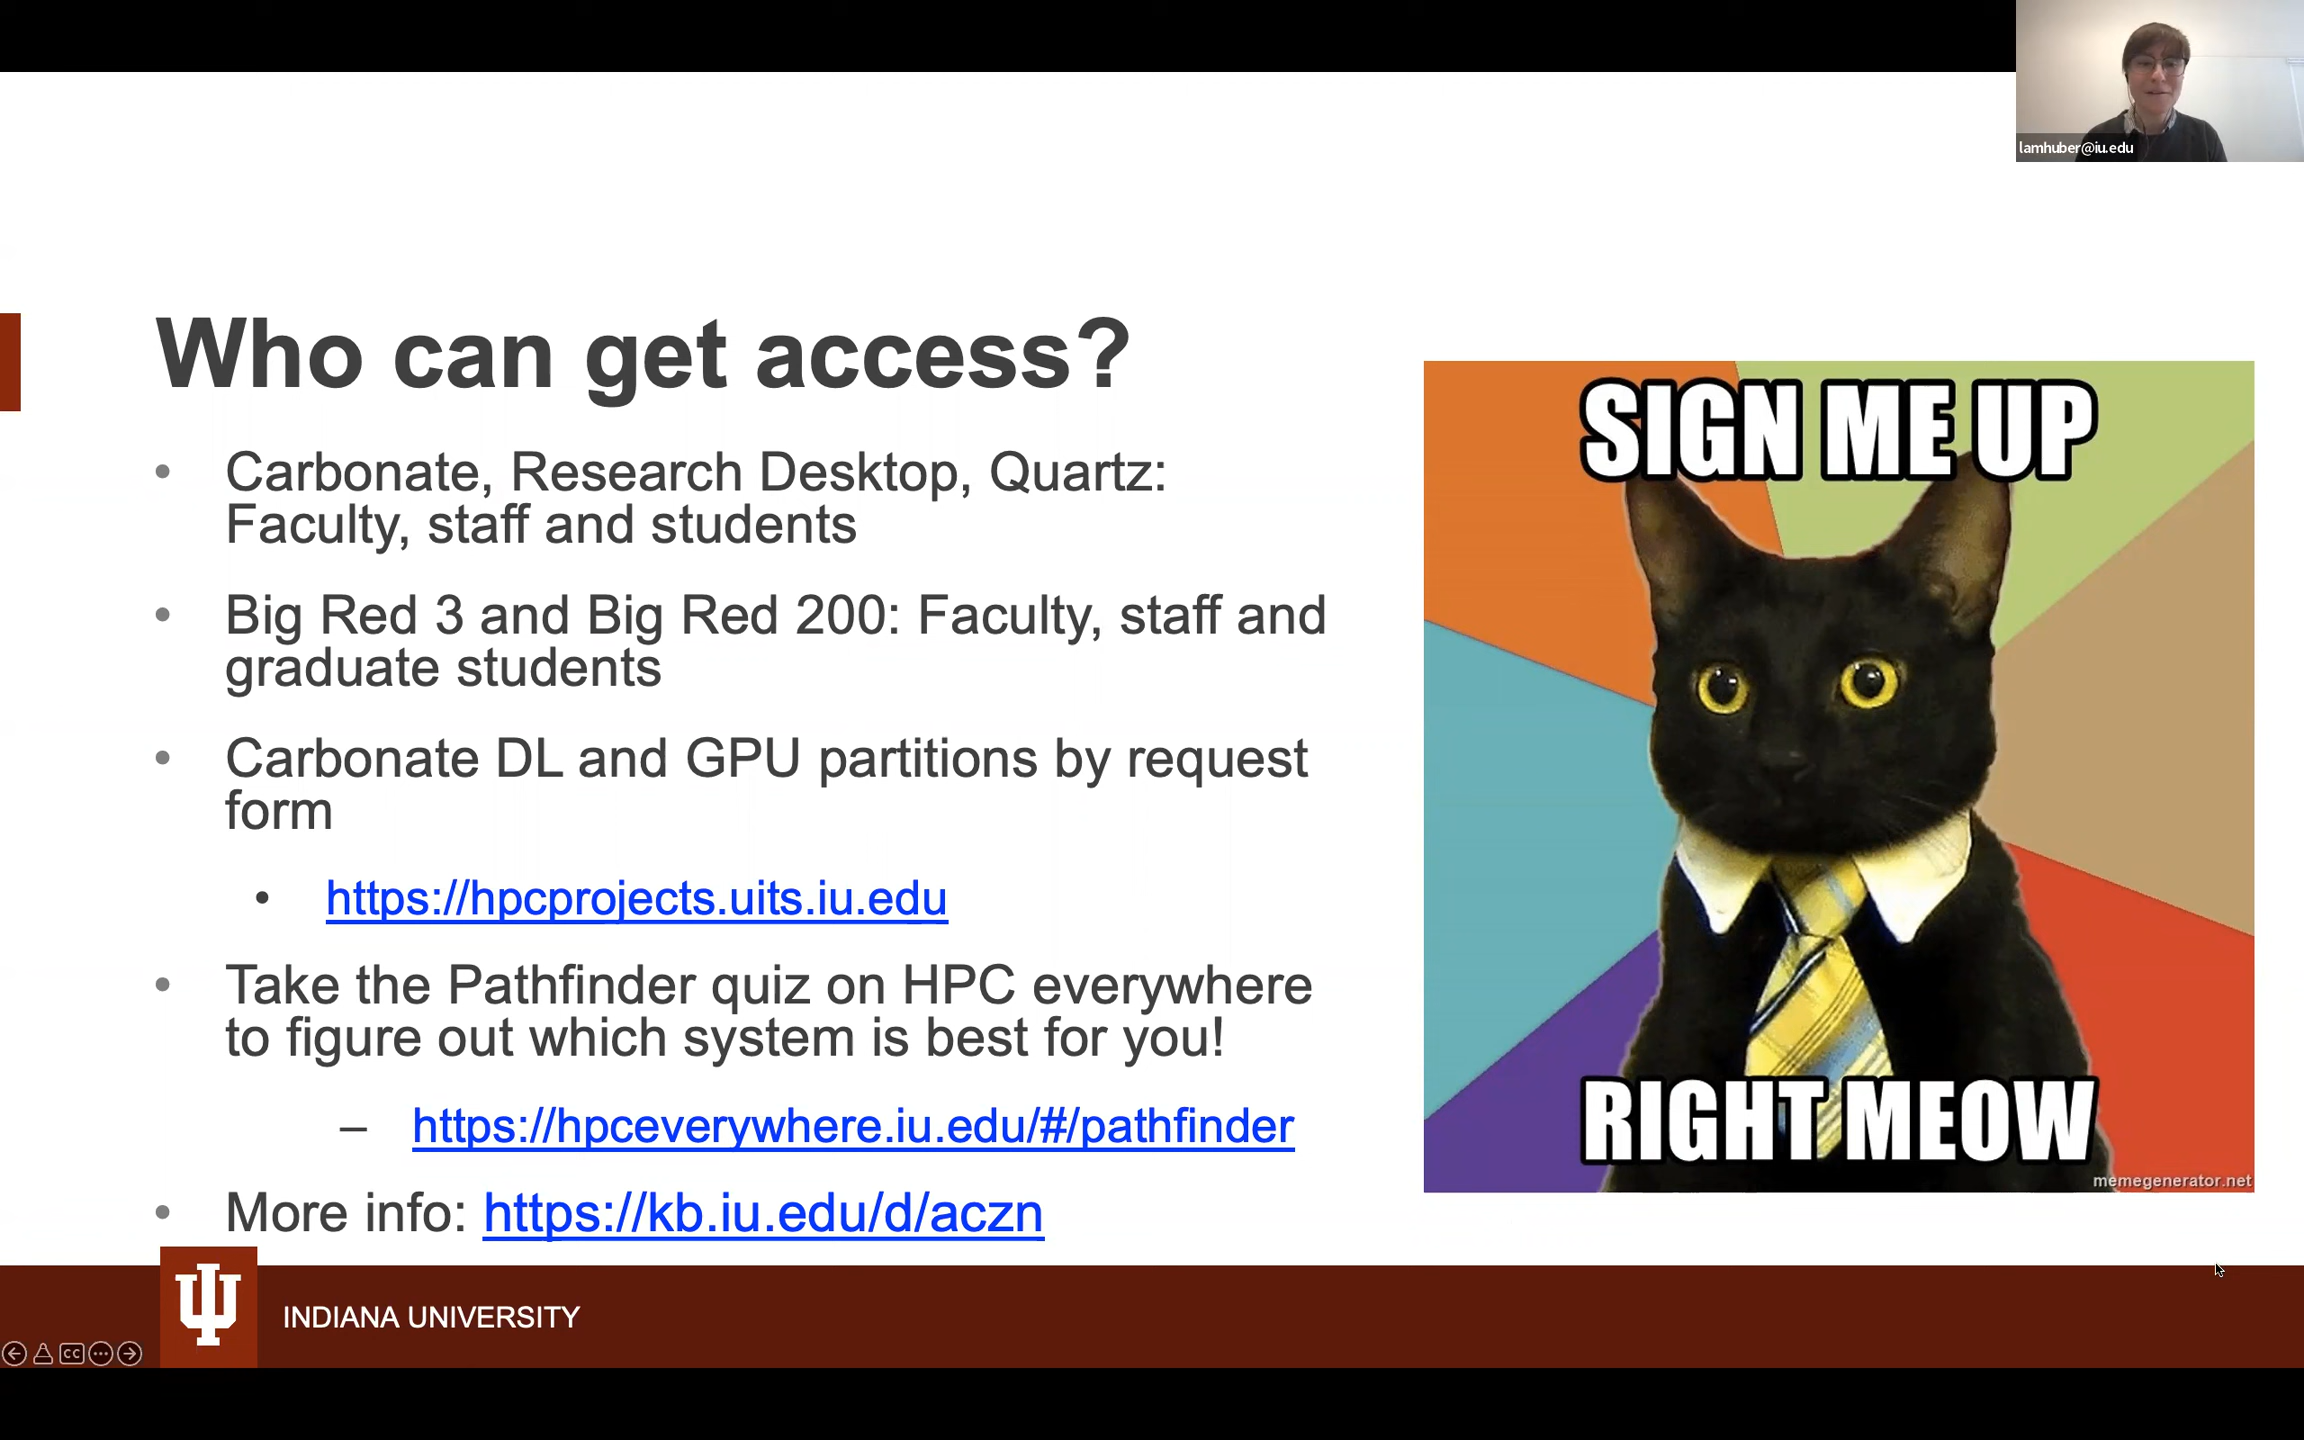 lamhuber@iu.edu
Who can get access?
• Carbonate, Research Desktop, Quartz:
Faculty, staff and students
• Big Red 3 and Big Red 200: Faculty, staff and
graduate students
• Carbonate DL and GPU partitions by request
form
• https://hpcprojects.uits.iu.edu
• Take the Pathfinder quiz on HPC everywhere
to figure out which system is best for you!
– https://hpceverywhere.iu.edu/#/pathfinder
• More info: https://kb.iu.edu/d/aczn
SIGN ME UP
RIGHT MEOW
memegenerator.net
INDIANA UNIVERSITY
CC